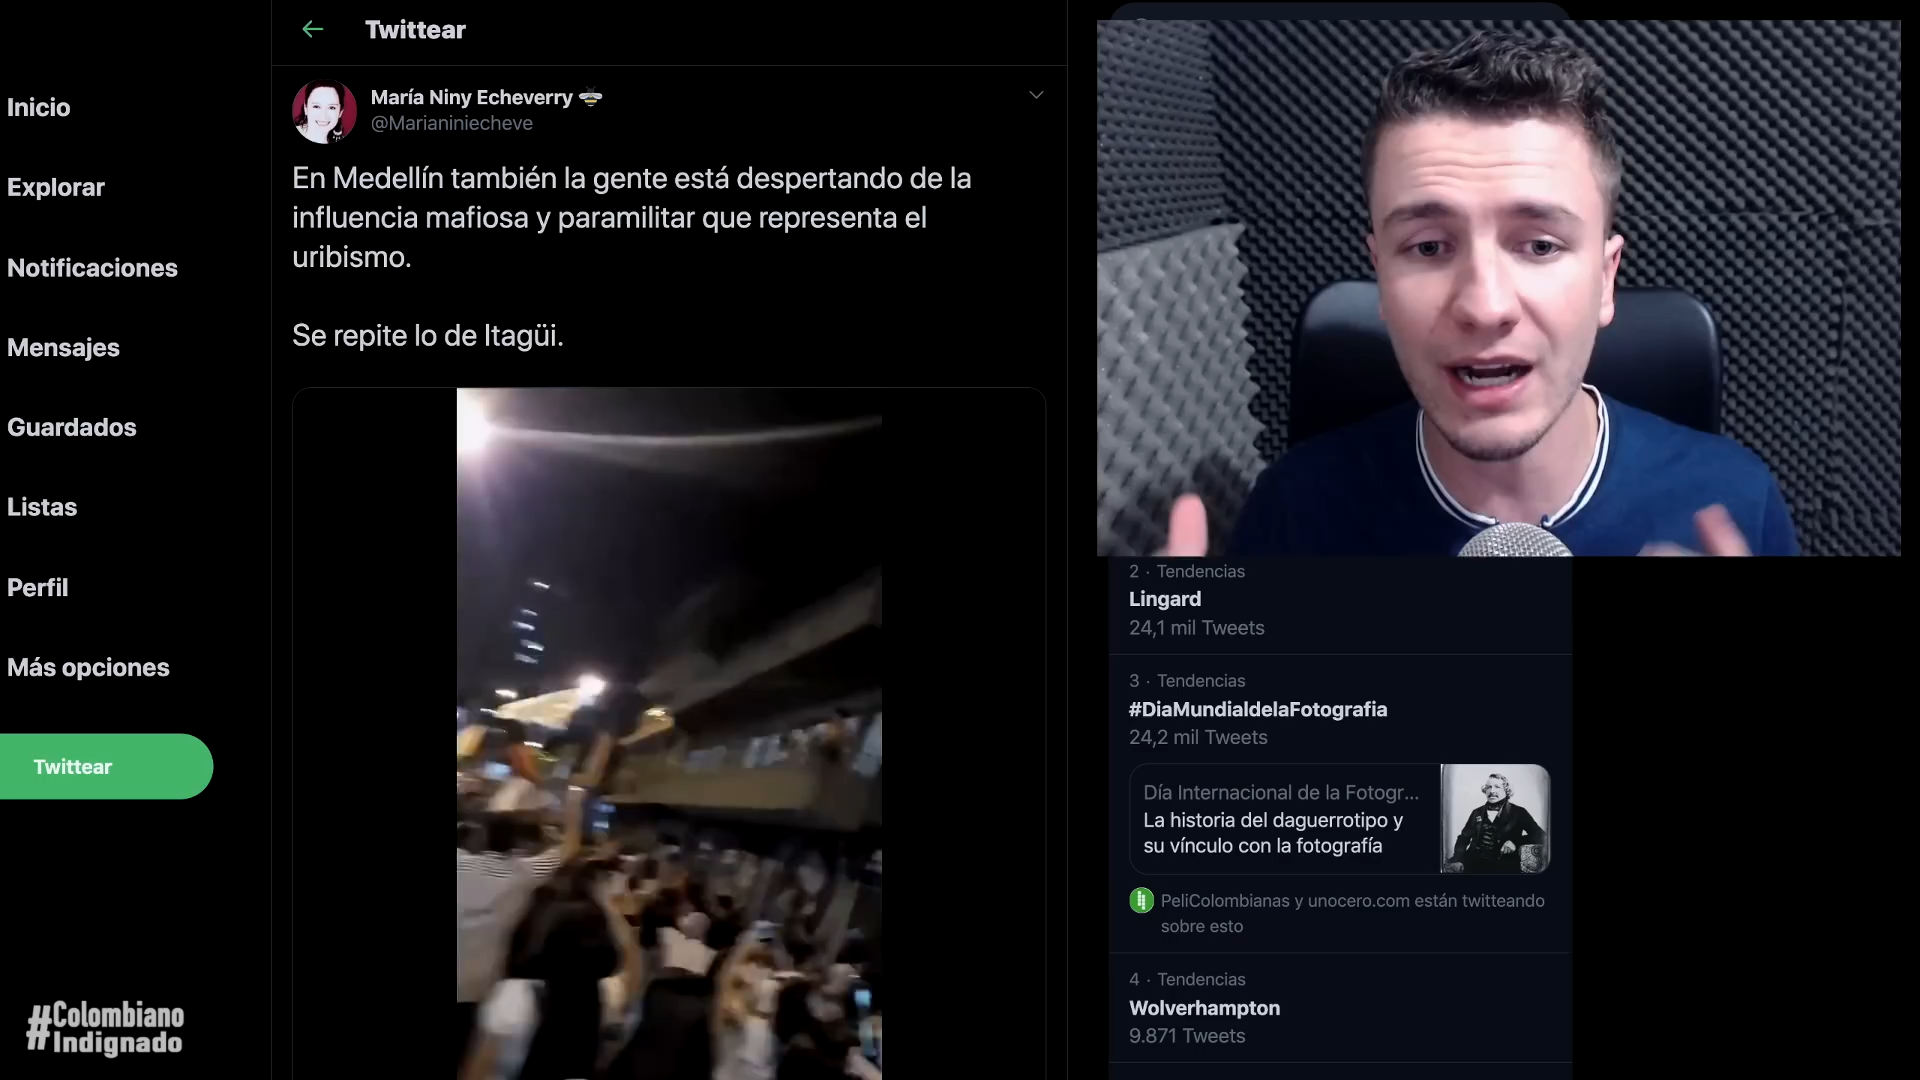 Inicio
Explorar
Notificaciones
Mensajes
Guardados
Listas
Perfil
Más opciones
Twittear
#Colombiano
Indignado
Twittear
María Niny Echeverry 🐝
@Marianiniecheve
En Medellín también la gente está despertando de la
influencia mafiosa y paramilitar que representa el
uribismo.
Se repite lo de Itagüi.
2 · Tendencias
Lingard
24,1 mil Tweets
3 · Tendencias
#DiaMundialdelaFotografia
24,2 mil Tweets
Día Internacional de la Fotogr...
La historia del daguerrotipo y
su vínculo con la fotografía
PeliColombianas y unocero.com están twitteando
sobre esto
4 · Tendencias
Wolverhampton
9.871 Tweets